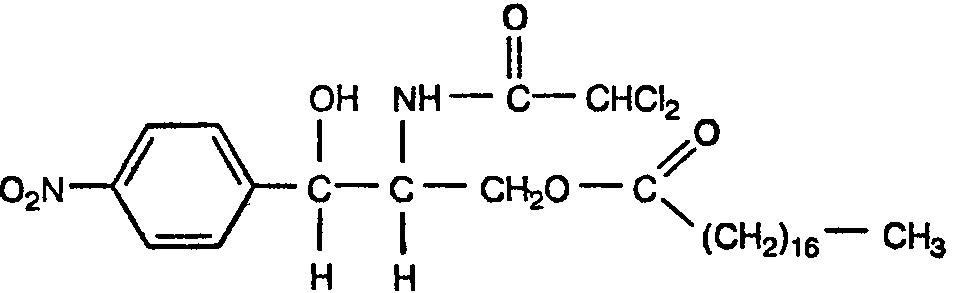 O
OH NH C CHCl₂
O
O₂N C C CH₂O C
H H (CH₂)₁₆ CH₃